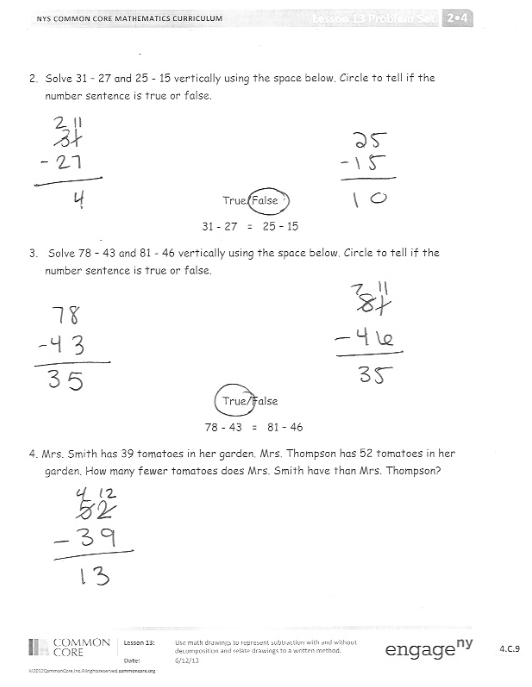 NYS COMMON CORE MATHEMATICS CURRICULUM Lesson 13 Problem Set 2•4
2. Solve 31 - 27 and 25 - 15 vertically using the space below. Circle to tell if the
number sentence is true or false.
2 11
31 25
- 27 - 15
4 10
True/False
31 - 27 = 25 - 15
3. Solve 78 - 43 and 81 - 46 vertically using the space below. Circle to tell if the
number sentence is true or false.
7 11
78 81
- 43 - 46
35 35
True/False
78 - 43 = 81 - 46
4. Mrs. Smith has 39 tomatoes in her garden. Mrs. Thompson has 52 tomatoes in her
garden. How many fewer tomatoes does Mrs. Smith have than Mrs. Thompson?
4 12
52
- 39
13
COMMON CORE
Lesson 13: Use math drawings to represent subtraction with and without
decomposition and relate drawings to a written method.
Date: 6/12/13
engageny 4.C.9